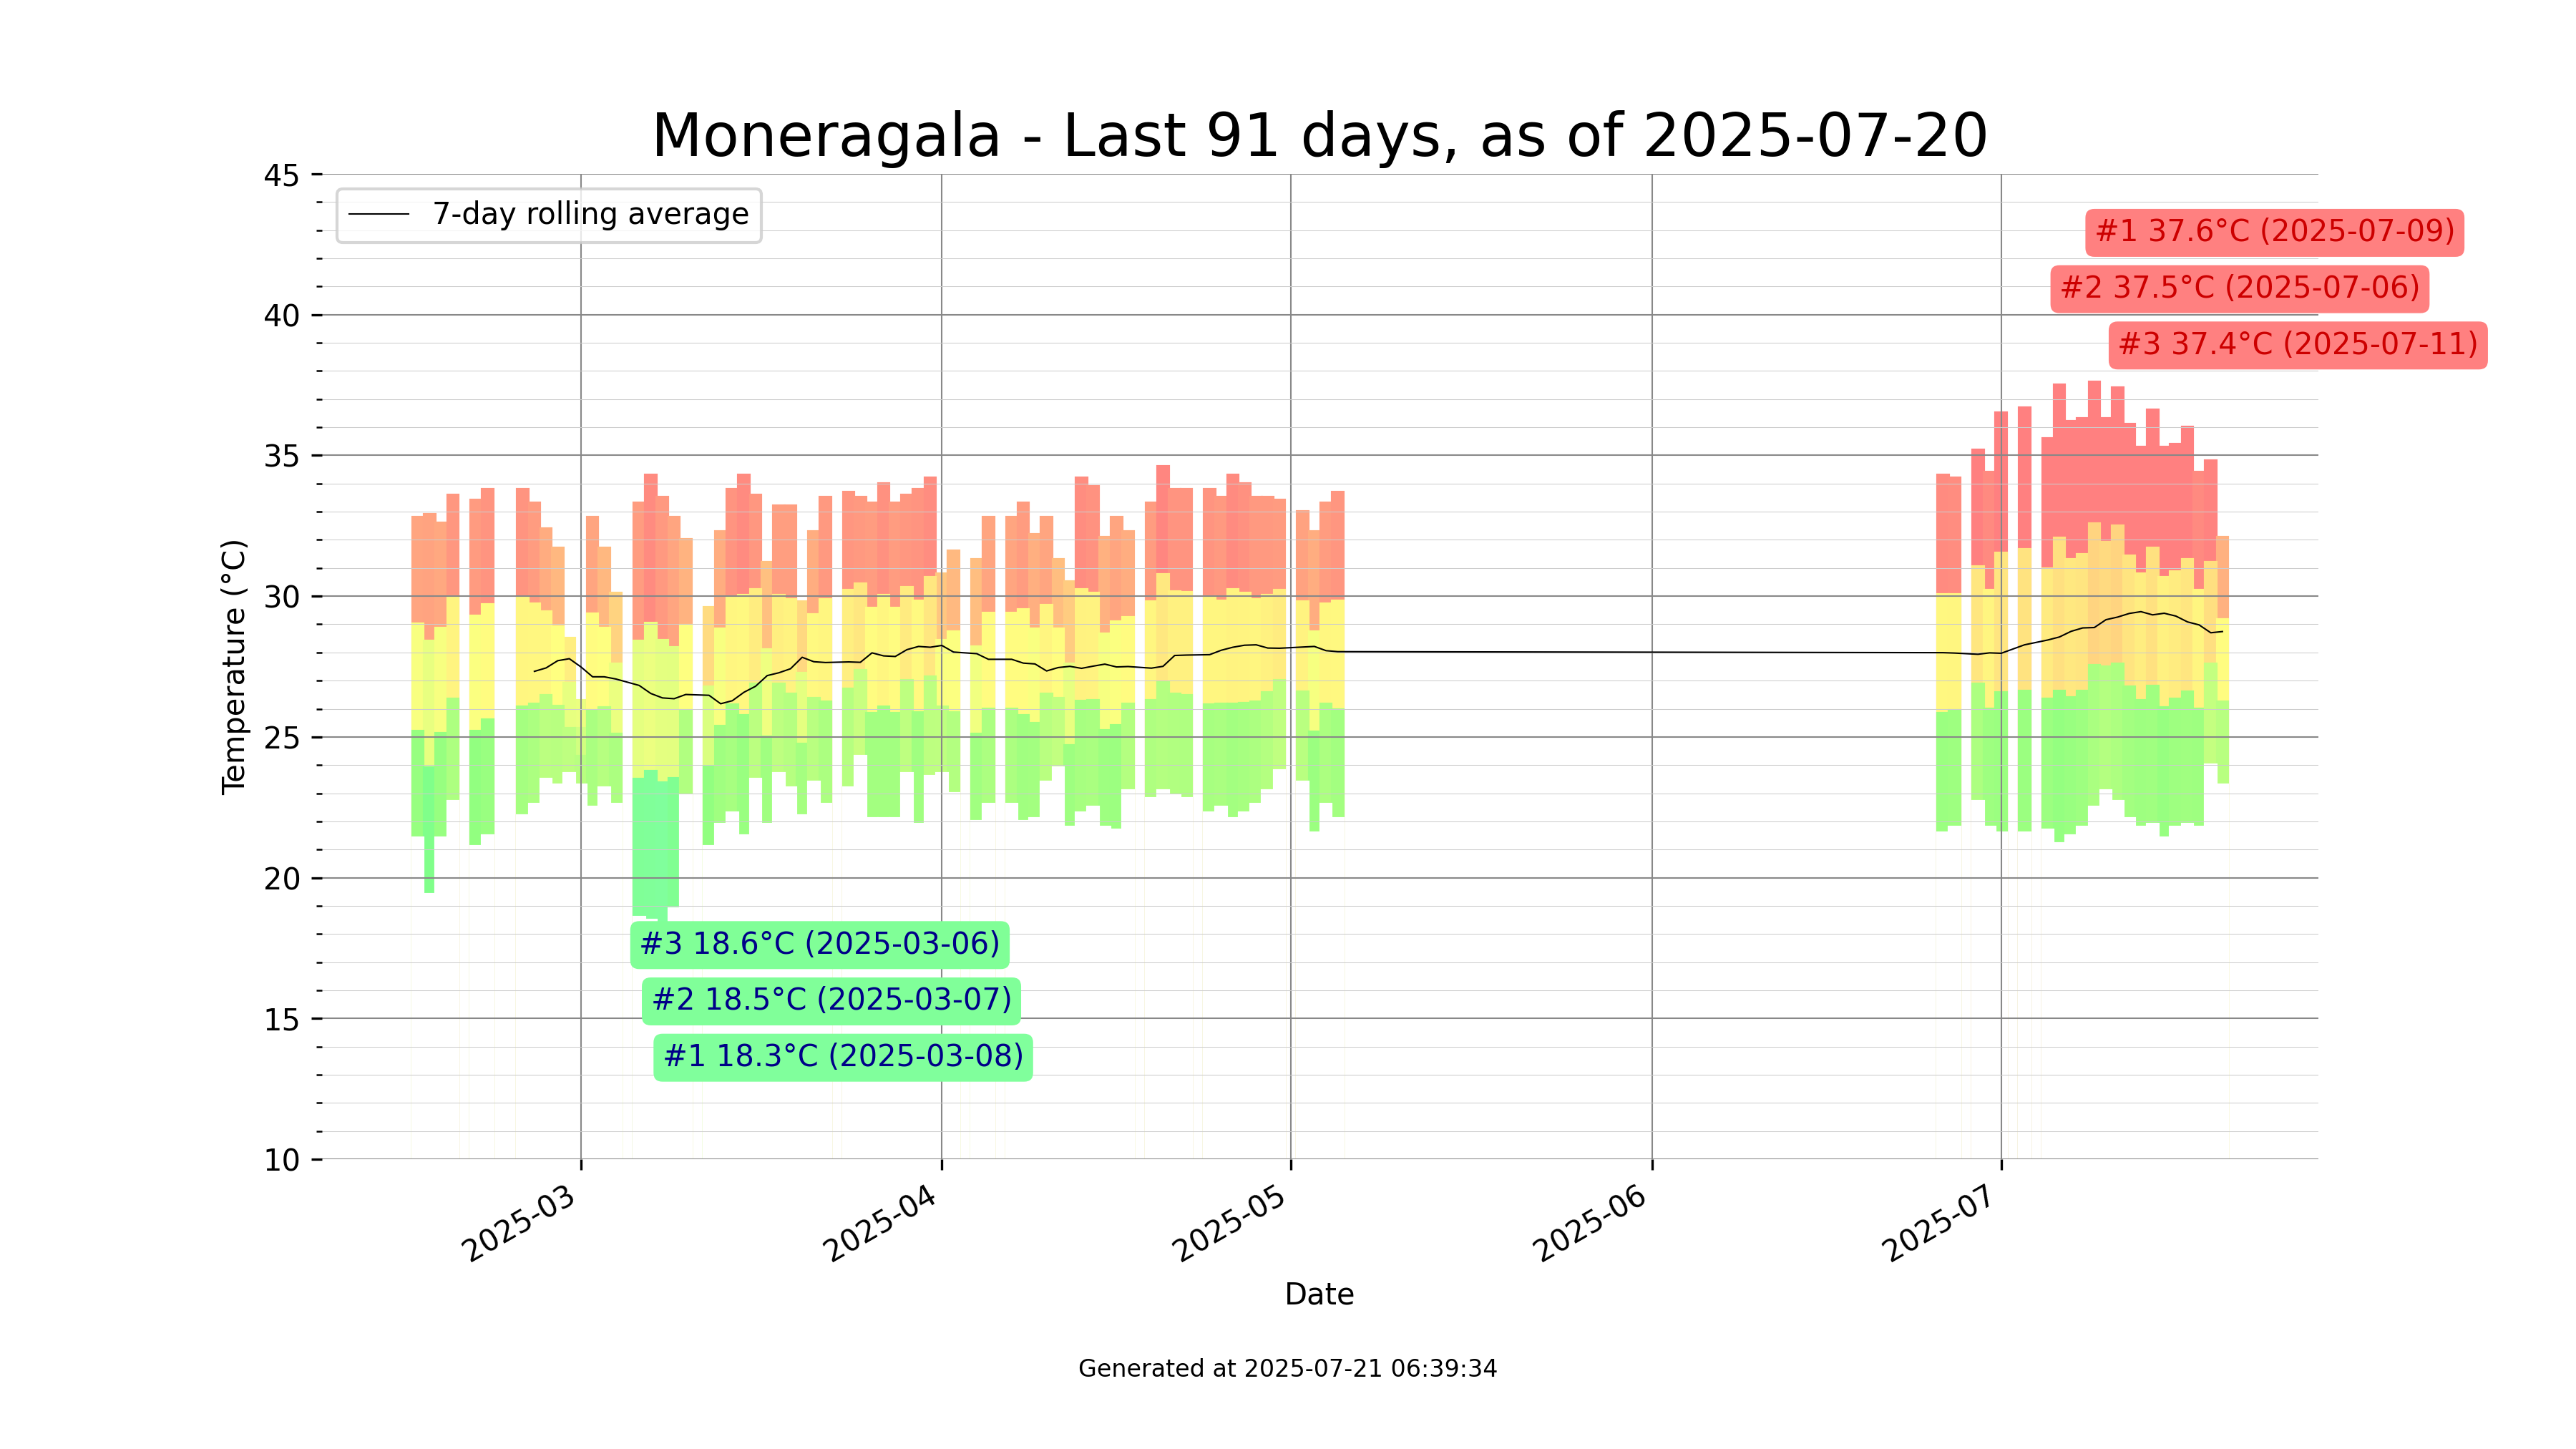 Moneragala - Last 91 days, as of 2025-07-20
7-day rolling average
#1 37.6°C (2025-07-09)
#2 37.5°C (2025-07-06)
#3 37.4°C (2025-07-11)
45
40
35
30
25
20
15
10
Temperature (°C)
#3 18.6°C (2025-03-06)
#2 18.5°C (2025-03-07)
#1 18.3°C (2025-03-08)
2025-03
2025-04
2025-05
2025-06
2025-07
Date
Generated at 2025-07-21 06:39:34